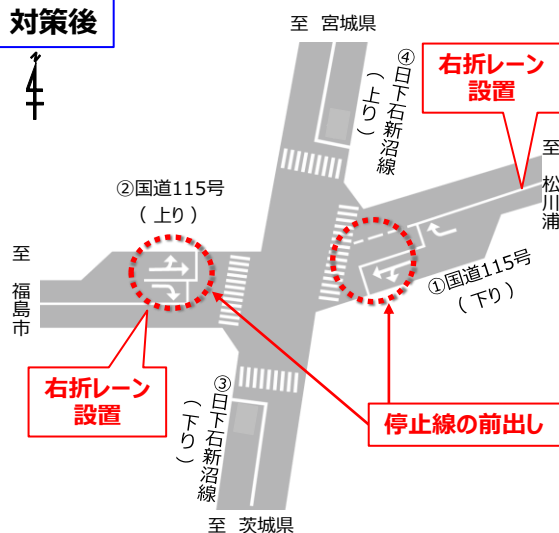 対策後
至 宮城県
④日下石新沼線
(上り)
右折レーン
設置
至 松川浦
②国道115号
(上り)
①国道115号
(下り)
至 福島市
右折レーン
設置
③日下石新沼線
(下り)
停止線の前出し
至 茨城県